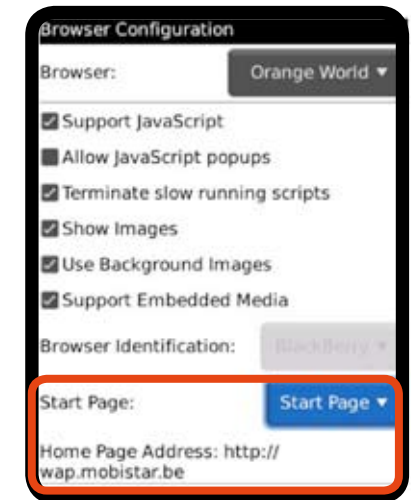 Browser Configuration
Browser: Orange World
Support JavaScript
Allow JavaScript popups
Terminate slow running scripts
Show Images
Use Background Images
Support Embedded Media
Browser Identification: BlackBerry
Start Page: Start Page
Home Page Address: http://
wap.mobistar.be